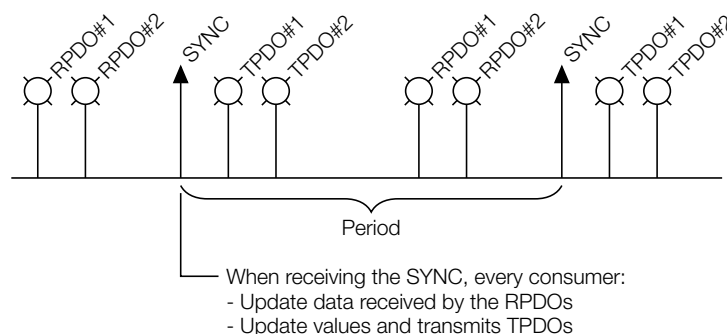 RPDO#1
RPDO#2
SYNC
TPDO#1
TPDO#2
RPDO#1
RPDO#2
SYNC
TPDO#1
TPDO#2
Period
When receiving the SYNC, every consumer:
- Update data received by the RPDOs
- Update values and transmits TPDOs